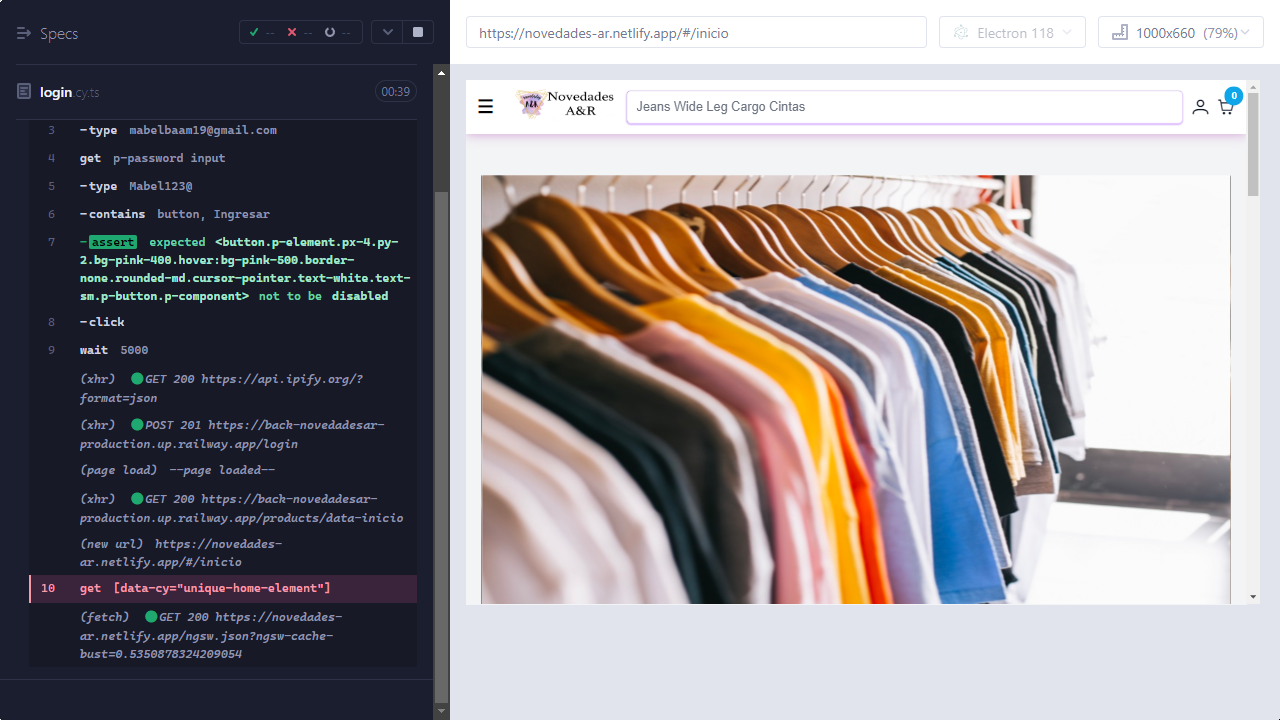 Specs
-- -- --
login.cy.ts
00:39
3 -type mabelbaam19@gmail.com
4 get p-password input
5 -type Mabel123@
6 -contains button, Ingresar
7 -assert expected <button.p-element.px-4.py-
2.bg-pink-400.hover:bg-pink-500.border-
none.rounded-md.cursor-pointer.text-white.text-
sm.p-button.p-component> not to be disabled
8 -click
9 wait 5000
(xhr) GET 200 https://api.ipify.org/?
format=json
(xhr) POST 201 https://back-novedadesar-
production.up.railway.app/login
(page load) --page loaded--
(xhr) GET 200 https://back-novedadesar-
production.up.railway.app/products/data-inicio
(new url) https://novedades-
ar.netlify.app/#/inicio
10 get [data-cy="unique-home-element"]
(fetch) GET 200 https://novedades-
ar.netlify.app/ngsw.json?ngsw-cache-
bust=0.5350878324209054
https://novedades-ar.netlify.app/#/inicio
Electron 118
1000x660 (79%)
Novedades
A&R
Jeans Wide Leg Cargo Cintas
0